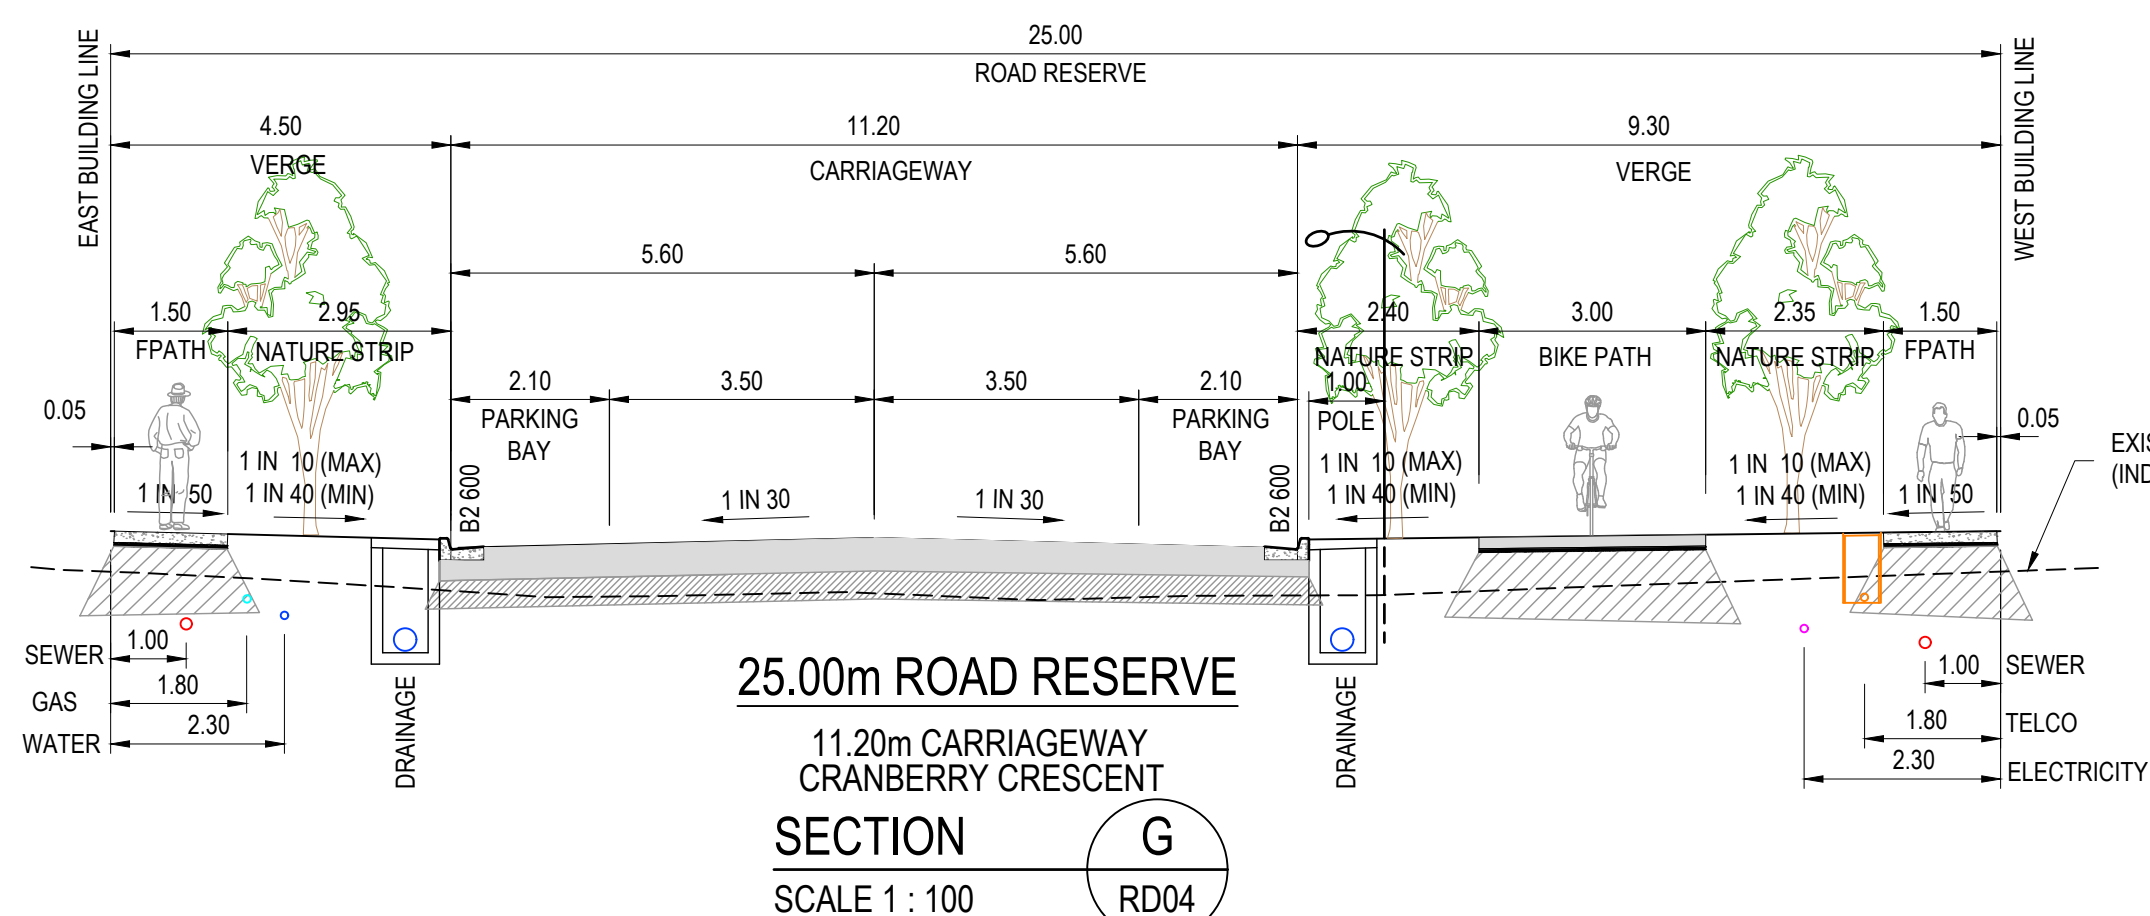 25.00
ROAD RESERVE
EAST BUILDING LINE
WEST BUILDING LINE
4.50
VERGE
11.20
CARRIAGEWAY
9.30
VERGE
5.60
5.60
1.50
FPATH
2.95
NATURE STRIP
2.40
NATURE STRIP
3.00
BIKE PATH
2.35
NATURE STRIP
1.50
FPATH
2.10
PARKING
BAY
3.50
3.50
2.10
PARKING
BAY
1.00
POLE
0.05
0.05
1 IN 10 (MAX)
1 IN 40 (MIN)
1 IN 50
B2 600
1 IN 30
1 IN 30
B2 600
1 IN 10 (MAX)
1 IN 40 (MIN)
1 IN 10 (MAX)
1 IN 40 (MIN)
1 IN 50
EXIS
(IND
SEWER
1.00
GAS
1.80
WATER
2.30
DRAINAGE
DRAINAGE
1.00
SEWER
1.80
TELCO
2.30
ELECTRICITY
25.00m ROAD RESERVE
11.20m CARRIAGEWAY
CRANBERRY CRESCENT
SECTION
G
SCALE 1 : 100
RD04